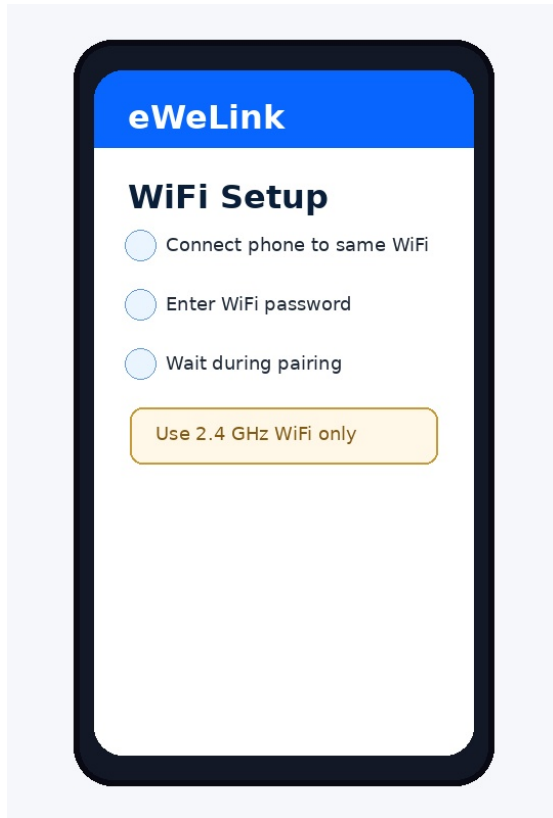 eWeLink
WiFi Setup
Connect phone to same WiFi
Enter WiFi password
Wait during pairing
Use 2.4 GHz WiFi only